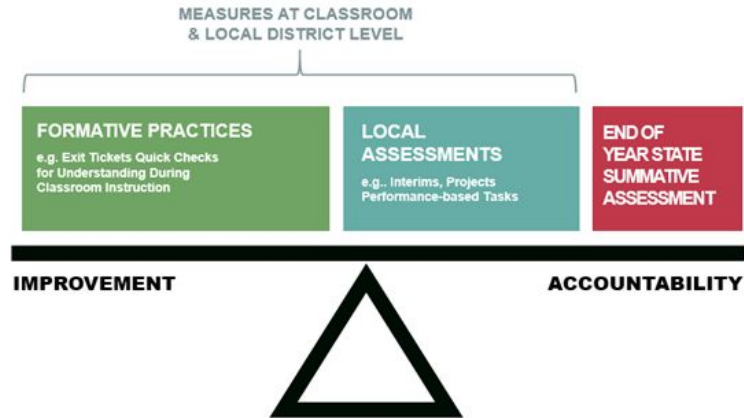 MEASURES AT CLASSROOM
& LOCAL DISTRICT LEVEL
FORMATIVE PRACTICES
e.g. Exit Tickets Quick Checks
for Understanding During
Classroom Instruction
LOCAL
ASSESSMENTS
e.g.. Interims, Projects
Performance-based Tasks
END OF
YEAR STATE
SUMMATIVE
ASSESSMENT
IMPROVEMENT
ACCOUNTABILITY